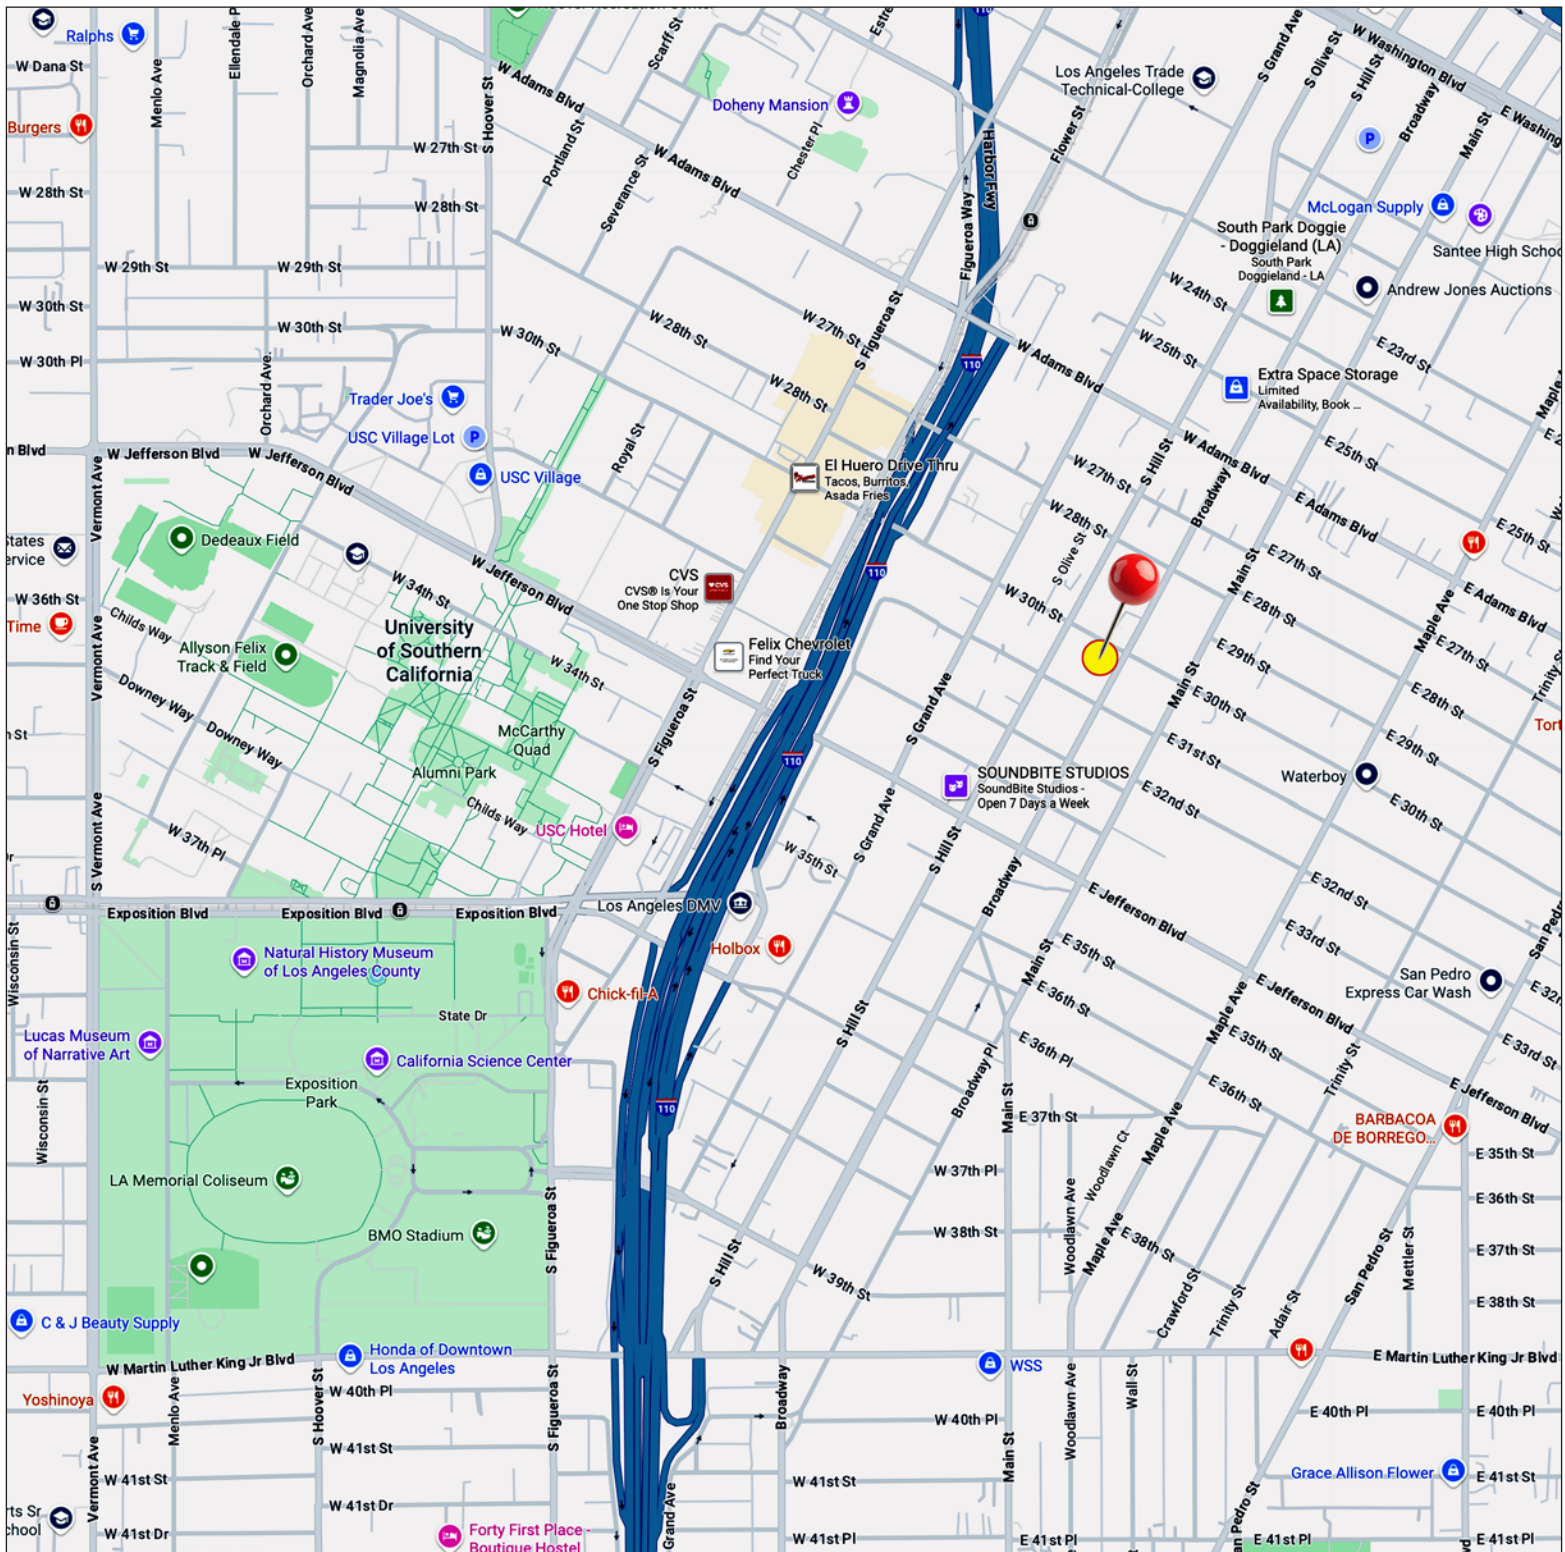 Ralphs
W Dana St
Menlo Ave
Orchard Ave
Magnolia Ave
S Hoover St
W Adams Blvd
Scarff St
Doheny Mansion
Chester Pl
Portland St
Severance St
W Adams Blvd
Harbor Fwy
Figueroa Way
Flower St
Los Angeles Trade
Technical-College
S Grand Ave
S Olive St
S Hill St
Broadway
Main St
W Washington Blvd
P
Burgers
W 27th St
W 28th St
W 28th St
McLogan Supply
South Park Doggie
- Doggieland (LA)
South Park
Doggieland - LA
Andrew Jones Auctions
W 29th St
W 29th St
W 30th St
W 30th St
W 30th Pl
W 30th St
W 28th St
W 27th St
S Figueroa St
W 28th St
110
W Adams Blvd
W 24th St
W 25th St
E 23rd St
Extra Space Storage
Limited
Availability, Book ...
Orchard Ave.
Trader Joe's
USC Village Lot
P
USC Village
Royal St
El Huero Drive Thru
Tacos, Burritos,
Asada Fries
W 27th St
S Hill St
W Adams Blvd
E 25th St
Broadway
E Adams Blvd
E 25th St
W Jefferson Blvd
W Jefferson Blvd
Vermont Ave
Dedeaux Field
W 28th St
S Olive St
Main St
E 27th St
E Adams Blvd
W 36th St
Childs Way
W 34th St
W Jefferson Blvd
CVS
CVS® Is Your
One Stop Shop
110
W 30th St
E 28th St
Maple Ave
E 27th St
Vermont Ave
Allyson Felix
Track & Field
University
of Southern
California
W 34th St
Felix Chevrolet
Find Your
Perfect Truck
E 29th St
E 28th St
Downey Way
Downey Way
McCarthy
Quad
S Figueroa St
S Grand Ave
Main St
E 30th St
E 29th St
Alumni Park
Childs Way
110
SOUNDBITE STUDIOS
SoundBite Studios -
Open 7 Days a Week
E 31st St
E 32nd St
Waterboy
E 30th St
W 37th Pl
USC Hotel
W 35th St
S Grand Ave
S Hill St
S Vermont Ave
Exposition Blvd
Exposition Blvd
Exposition Blvd
Los Angeles DMV
Broadway
E Jefferson Blvd
E 32nd St
E 33rd St
Wisconsin St
Natural History Museum
of Los Angeles County
Holbox
Main St
E 35th St
San Pedro
Express Car Wash
Chick-fil-A
State Dr
S Hill St
E 36th St
E Jefferson Blvd
Maple Ave
E 35th St
E 33rd St
Lucas Museum
of Narrative Art
California Science Center
E 36th Pl
Trinity St
Exposition
Park
110
Wisconsin St
Broadway Pl
Main St
E 37th St
E 36th St
E Jefferson Blvd
BARBACOA
DE BORREGO...
Maple Ave
Woodlawn Ct
E 35th St
LA Memorial Coliseum
W 37th Pl
E 36th St
BMO Stadium
S Figueroa St
W 38th St
Woodlawn Ave
Maple Ave
E 38th St
San Pedro St
Mettler St
E 37th St
S Hill St
W 39th St
Crawford St
Trinity St
Adair St
E 38th St
C & J Beauty Supply
W Martin Luther King Jr Blvd
Honda of Downtown
Los Angeles
WSS
E Martin Luther King Jr Blvd
Yoshinoya
Menlo Ave
S Hoover St
W 40th Pl
S Figueroa St
Broadway
W 40th Pl
Main St
Woodlawn Ave
Wall St
E 40th Pl
E 40th Pl
W 41st St
W 41st St
Vermont Ave
W 41st St
Grace Allison Flower
E 41st St
W 41st Dr
W 41st Dr
Forty First Place -
Boutique Hostel
Grand Ave
W 41st Pl
E 41st Pl
E 41st Pl
E 41st Pl